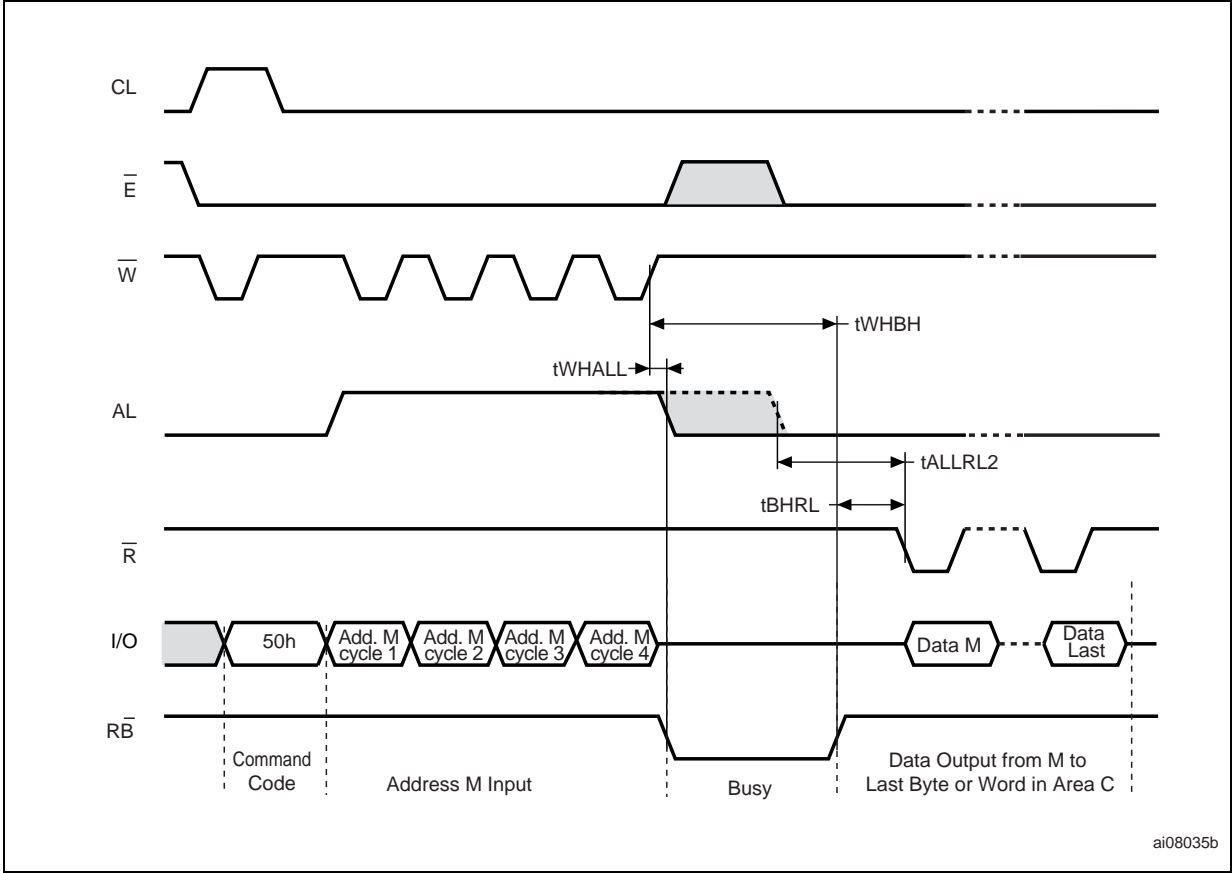 CL
E̅
W̅
tWHBH
tWHALL
AL
tALLRL2
tBHRL
R̅
I/O
50h
Add. M
cycle 1
Add. M
cycle 2
Add. M
cycle 3
Add. M
cycle 4
Data M
Data
Last
RB̅
Command
Code
Address M Input
Busy
Data Output from M to
Last Byte or Word in Area C
ai08035b